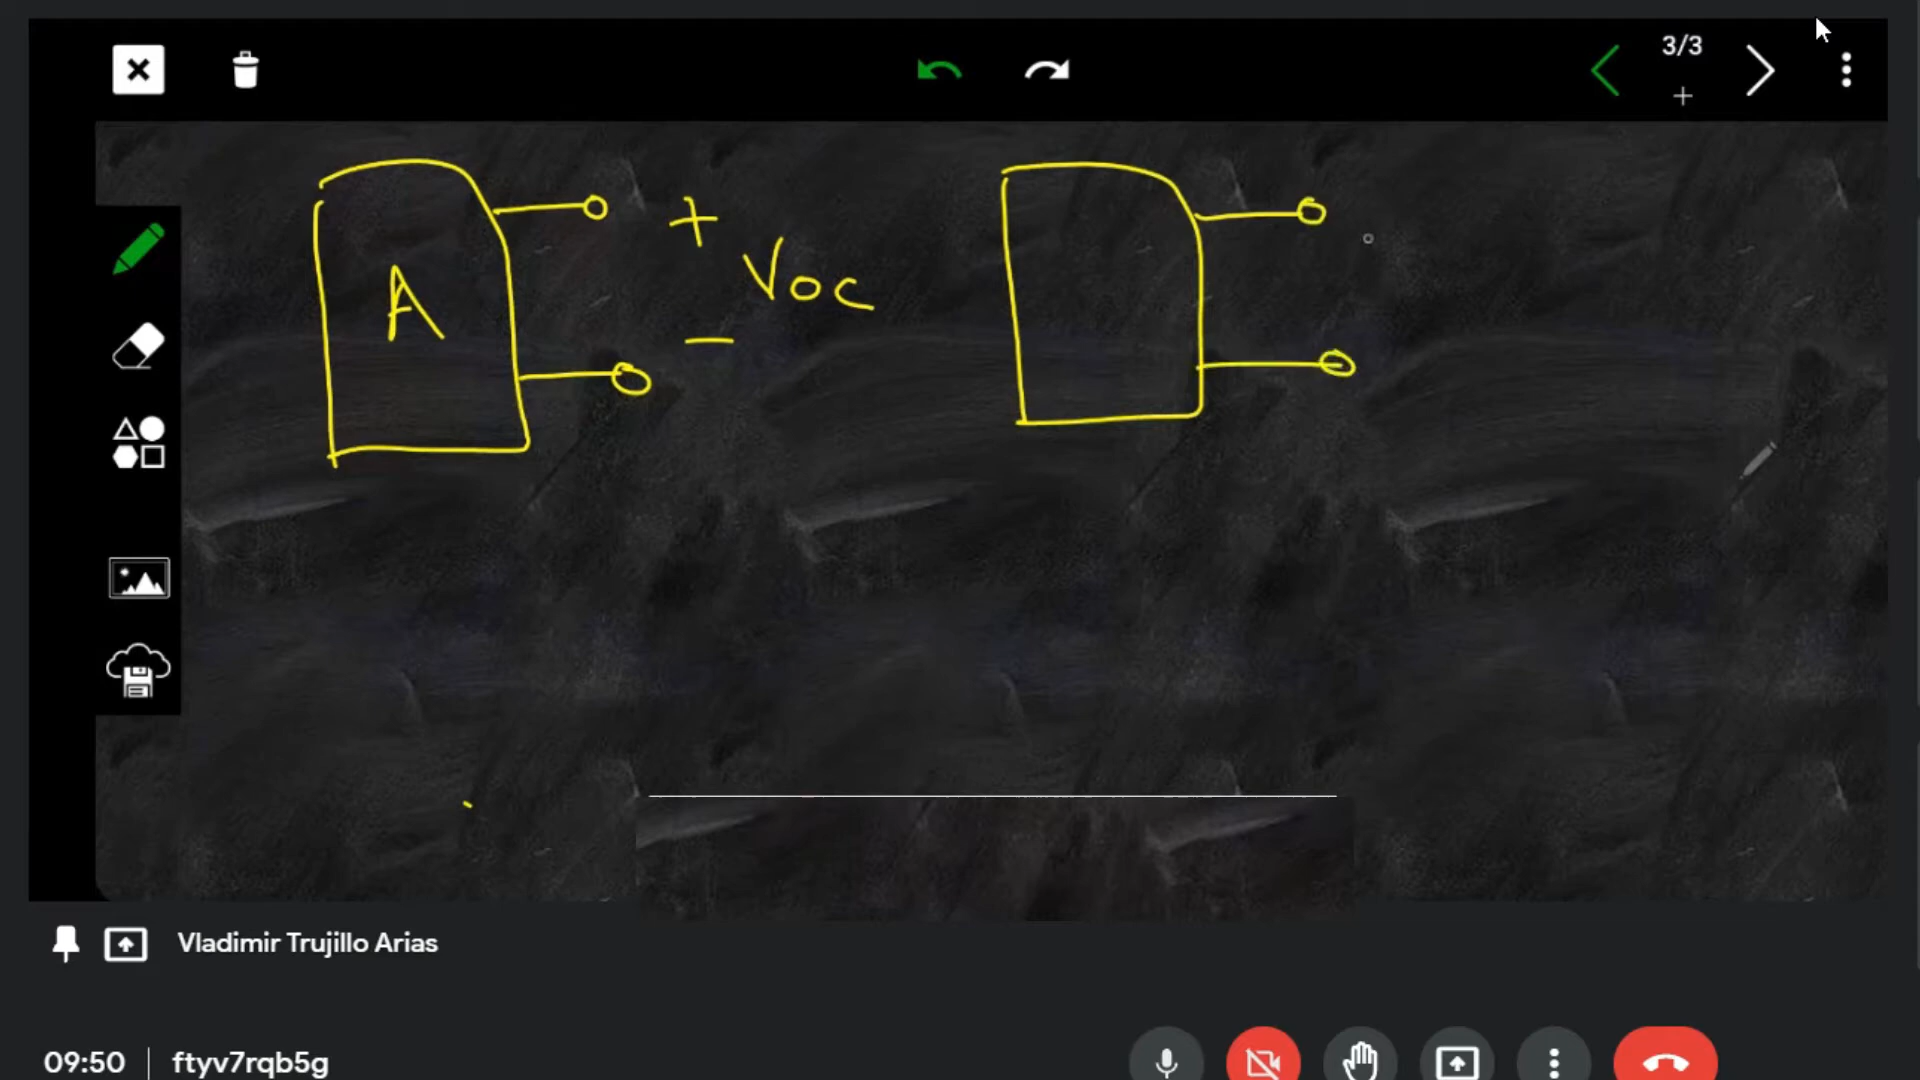 3/3
+
Voc
A
−
Vladimir Trujillo Arias
09:50 | ftyv7rqb5g